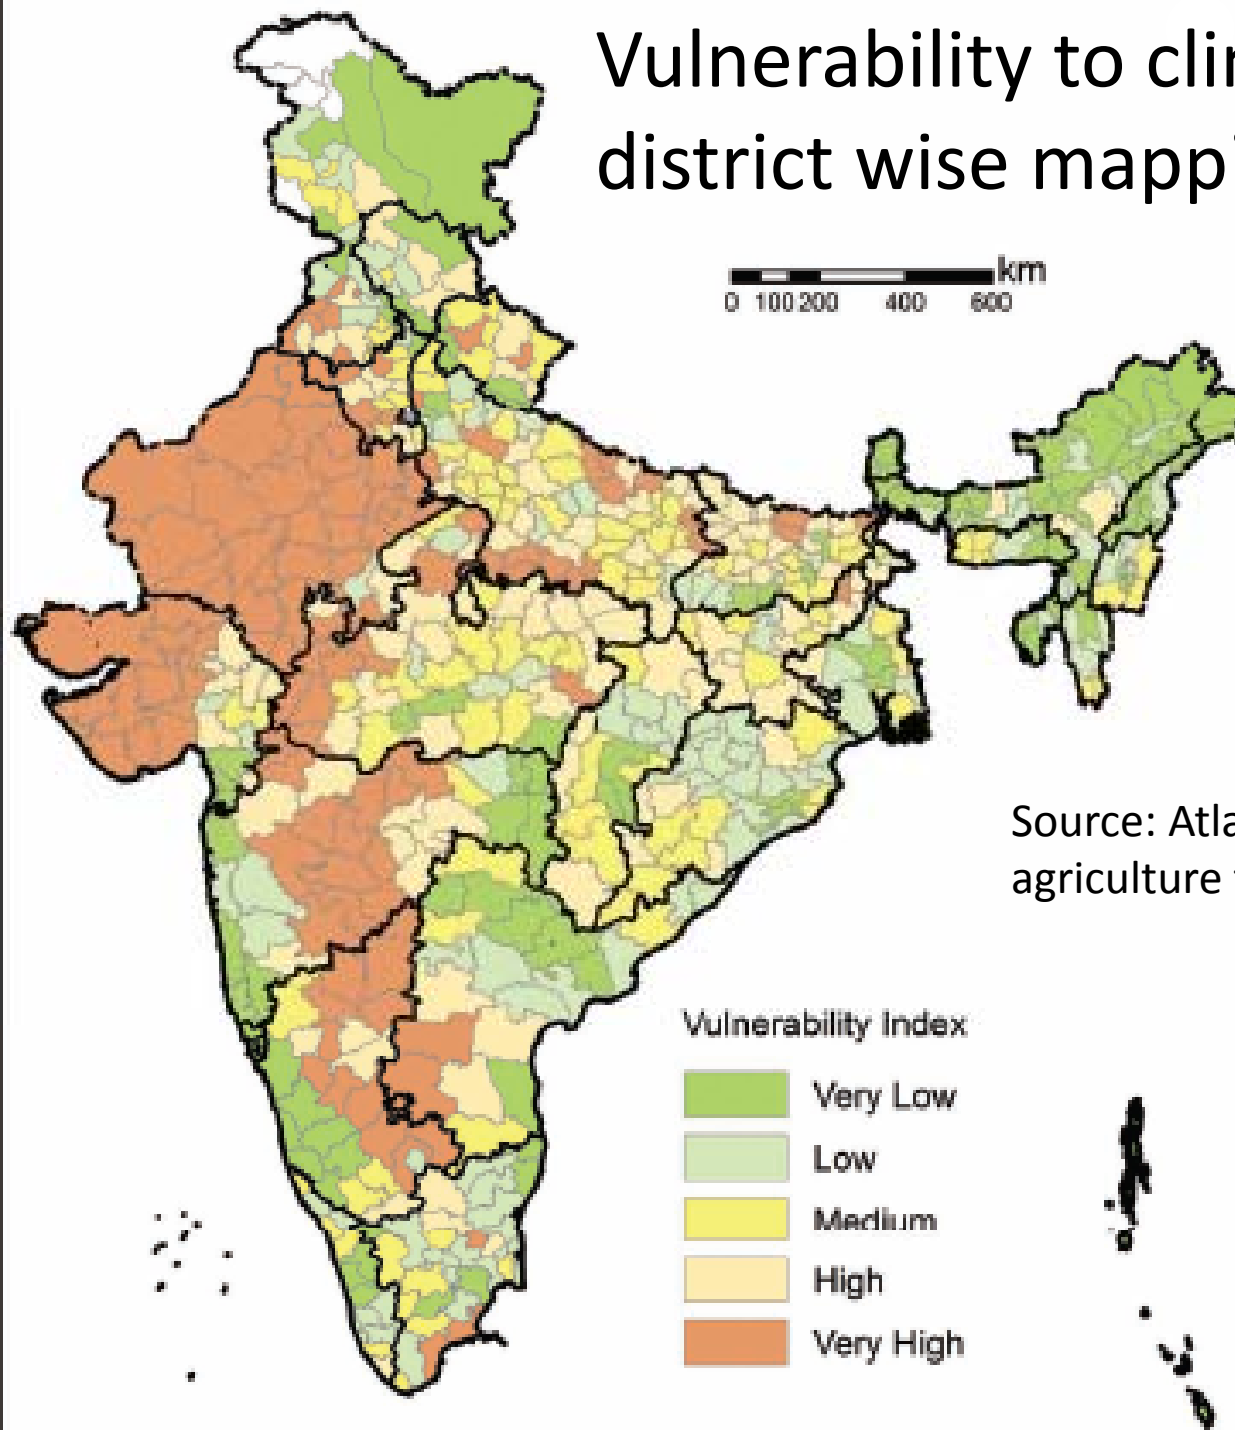 Vulnerability to cli
district wise mapp
km
0 100 200 400 600
Source: Atla
agriculture
Vulnerability Index
Very Low
Low
Medium
High
Very High